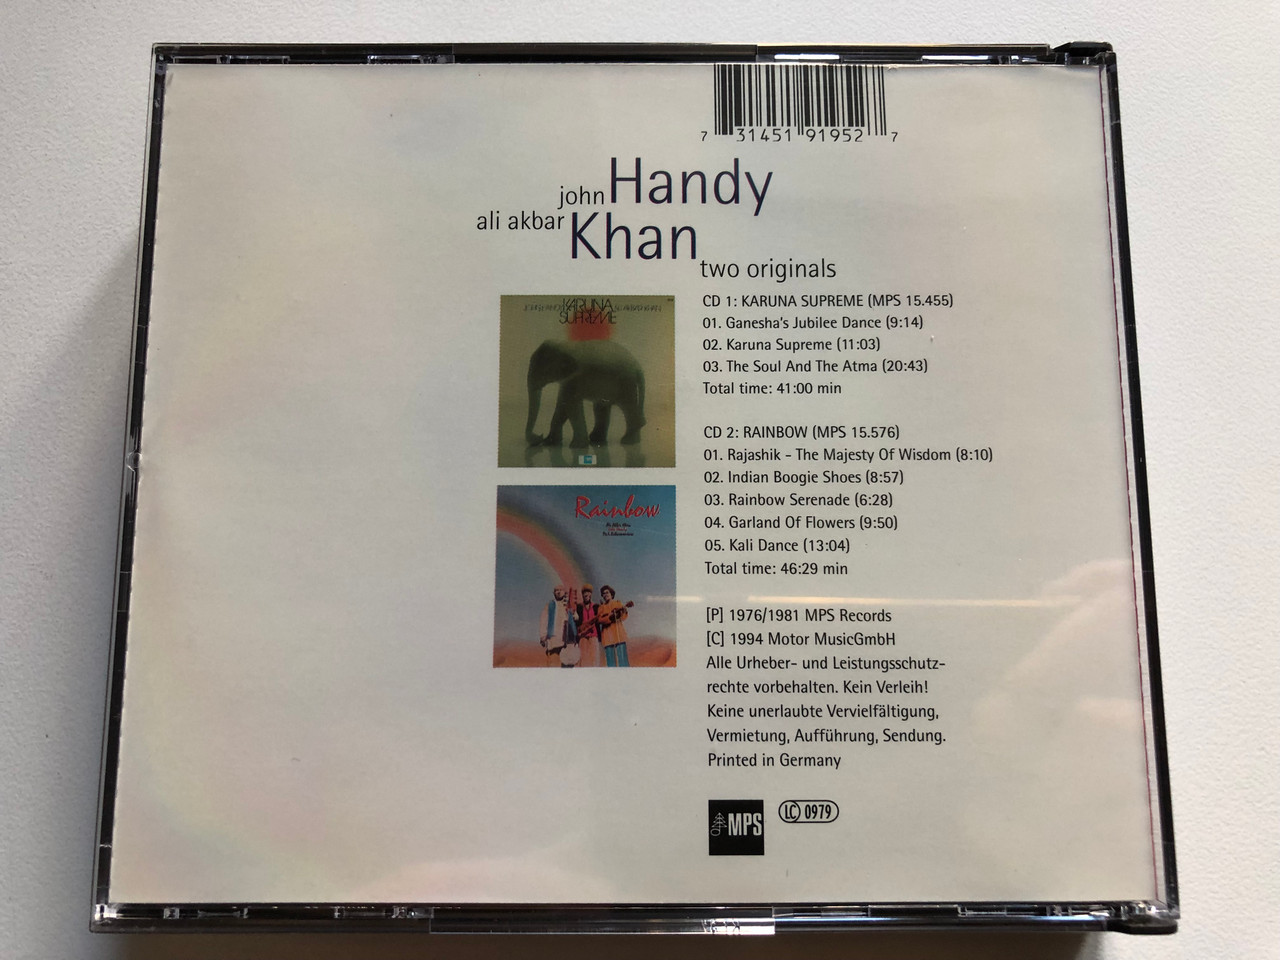 7 31451 91952 7
john Handy
ali akbar Khan
two originals
JOHN HANDY KARUNA SUPREME ALI AKBAR KHAN
CD 1: KARUNA SUPREME (MPS 15.455)
01. Ganesha's Jubilee Dance (9:14)
02. Karuna Supreme (11:03)
03. The Soul And The Atma (20:43)
Total time: 41:00 min
Rainbow
CD 2: RAINBOW (MPS 15.576)
01. Rajashik - The Majesty Of Wisdom (8:10)
02. Indian Boogie Shoes (8:57)
03. Rainbow Serenade (6:28)
04. Garland Of Flowers (9:50)
05. Kali Dance (13:04)
Total time: 46:29 min
[P] 1976/1981 MPS Records
[C] 1994 Motor MusicGmbH
Alle Urheber- und Leistungsschutz-
rechte vorbehalten. Kein Verleih!
Keine unerlaubte Vervielfältigung,
Vermietung, Aufführung, Sendung.
Printed in Germany
MPS
LC 0979